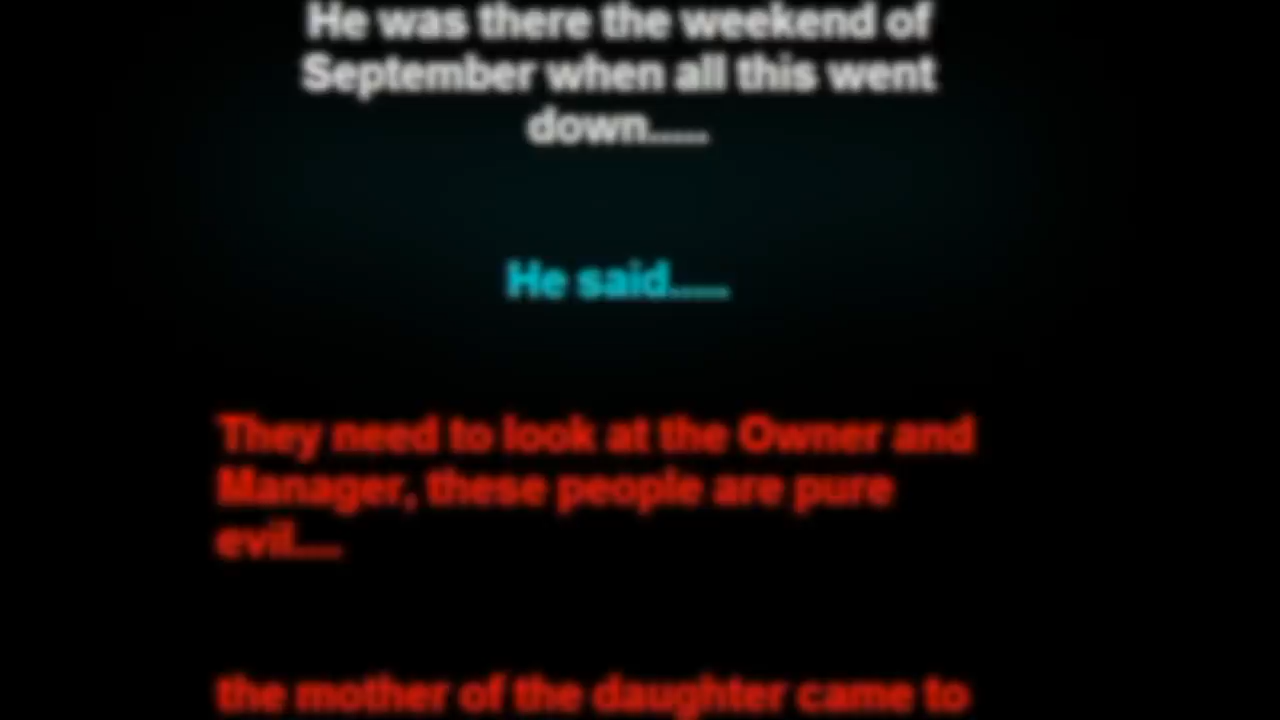 He was there the weekend of
September when all this went
down.....
He said.....
They need to look at the Owner and
Manager, these people are pure
evil....
the mother of the daughter came to